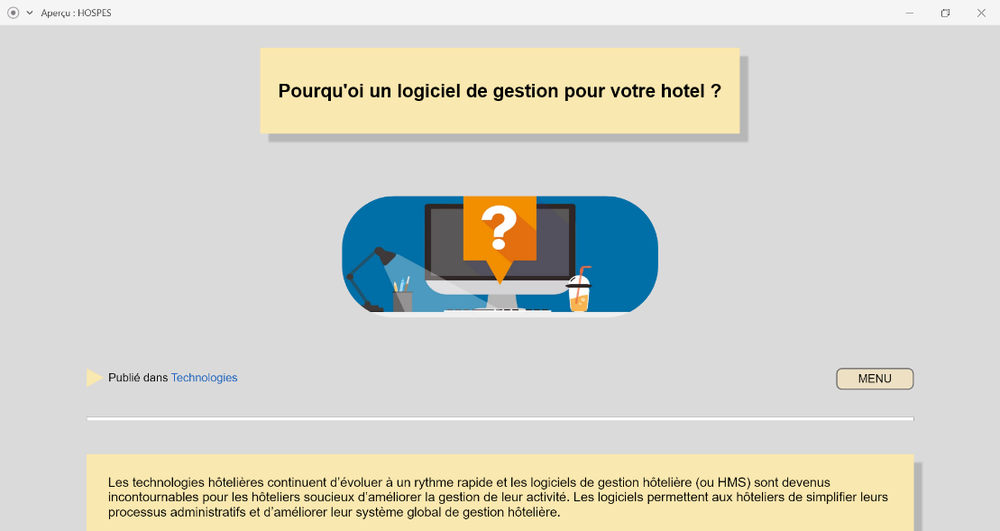 Aperçu : HOSPES
Pourqu'oi un logiciel de gestion pour votre hotel ?
?
Publié dans Technologies
MENU
Les technologies hôtelières continuent d'évoluer à un rythme rapide et les logiciels de gestion hôtelière (ou HMS) sont devenus
incontournables pour les hôteliers soucieux d'améliorer la gestion de leur activité. Les logiciels permettent aux hôteliers de simplifier leurs
processus administratifs et d'améliorer leur système global de gestion hôtelière.